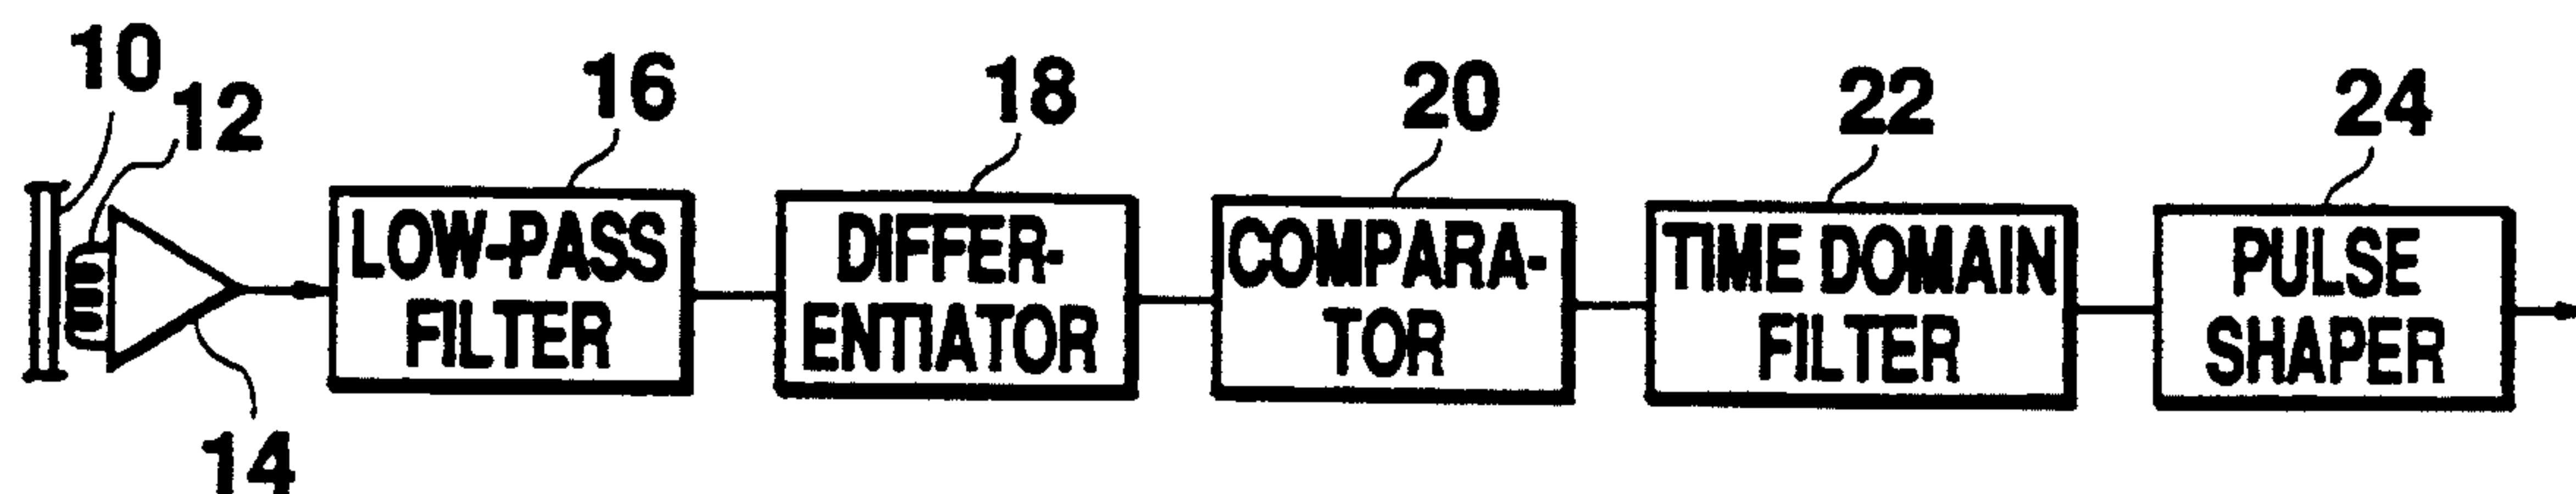 10
12
16
18
20
22
24
LOW-PASS
FILTER
DIFFER-
ENTIATOR
COMPARA-
TOR
TIME DOMAIN
FILTER
PULSE
SHAPER
14